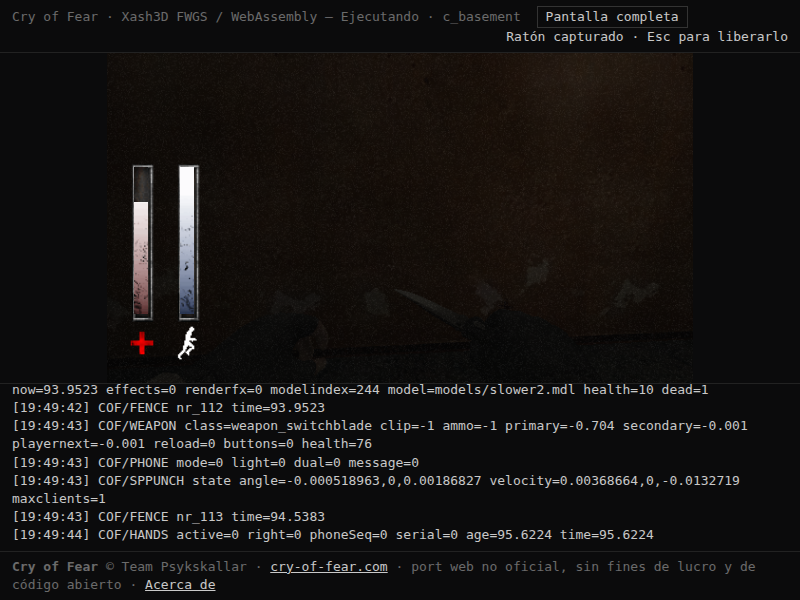 Cry of Fear · Xash3D FWGS / WebAssembly — Ejecutando · c_basement
Pantalla completa
Ratón capturado · Esc para liberarlo
now=93.9523 effects=0 renderfx=0 modelindex=244 model=models/slower2.mdl health=10 dead=1
[19:49:42] COF/FENCE nr_112 time=93.9523
[19:49:43] COF/WEAPON class=weapon_switchblade clip=-1 ammo=-1 primary=-0.704 secondary=-0.001
playernext=-0.001 reload=0 buttons=0 health=76
[19:49:43] COF/PHONE mode=0 light=0 dual=0 message=0
[19:49:43] COF/SPPUNCH state angle=-0.000518963,0,0.00186827 velocity=0.00368664,0,-0.0132719
maxclients=1
[19:49:43] COF/FENCE nr_113 time=94.5383
[19:49:44] COF/HANDS active=0 right=0 phoneSeq=0 serial=0 age=95.6224 time=95.6224
Cry of Fear © Team Psykskallar · cry-of-fear.com · port web no oficial, sin fines de lucro y de
código abierto · Acerca de